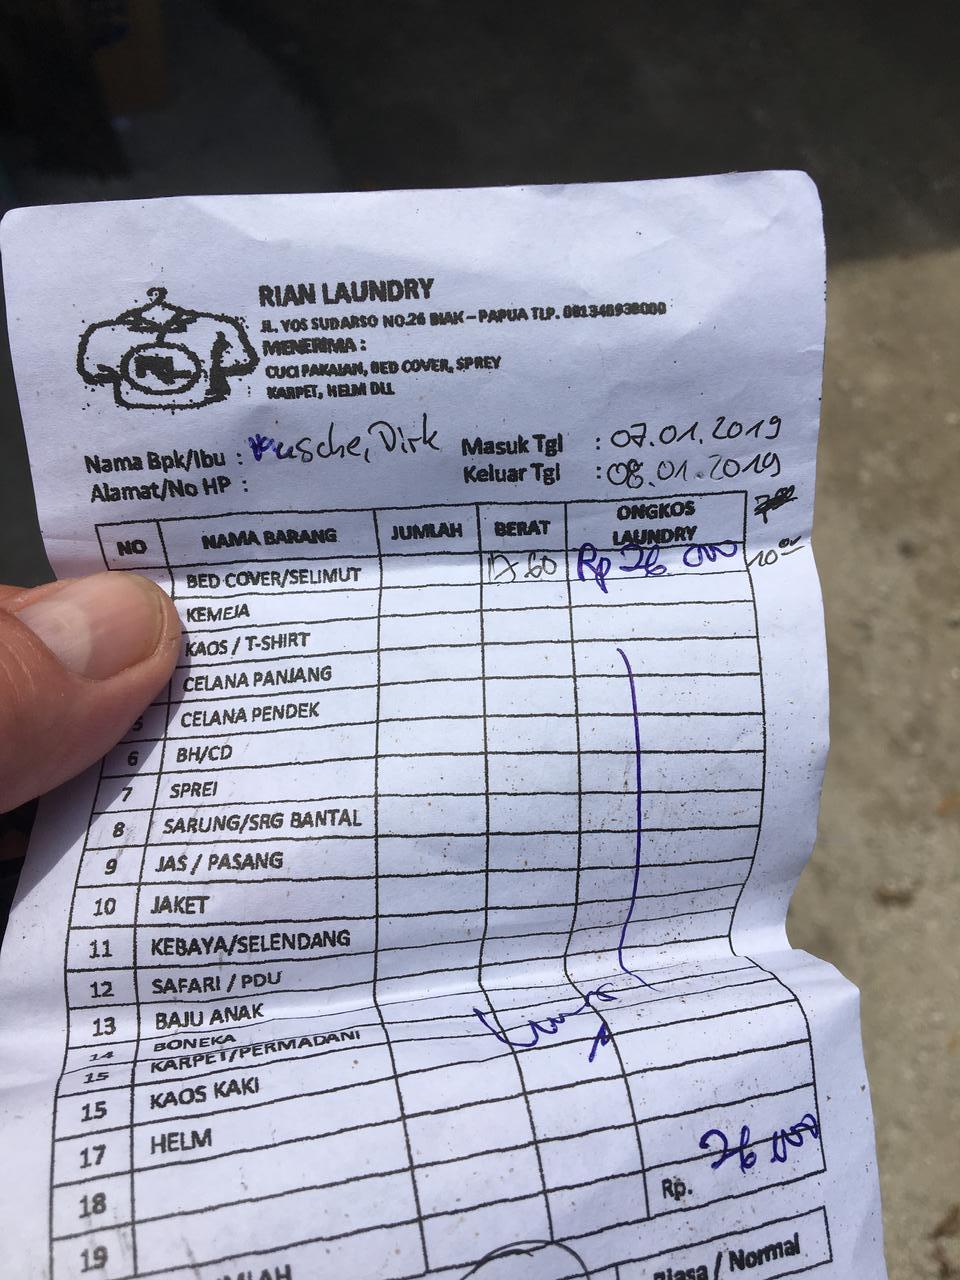 RIAN LAUNDRY
JL. YOS SUDARSO NO.26 BIAK – PAPUA TLP. 081340938000
MENERIMA :
CUCI PAKAIAN, BED COVER, SPREY
KARPET, HELM DLL
Nama Bpk/Ibu : Dirk
Masuk Tgl : 07.01.2019
Alamat/No HP :
Keluar Tgl : 08.01.2019
NO NAMA BARANG JUMLAH BERAT ONGKOS LAUNDRY
BED COVER/SELIMUT 60 Rp 26 000
KEMEJA
KAOS / T-SHIRT
CELANA PANJANG
5 CELANA PENDEK
6 BH/CD
7 SPREI
8 SARUNG/SRG BANTAL
9 JAS / PASANG
10 JAKET
11 KEBAYA/SELENDANG
12 SAFARI / PDU
13 BAJU ANAK
14 BONEKA
15 KARPET/PERMADANI
15 KAOS KAKI
17 HELM
18
19
Rp. 26 000
Biasa / Normal